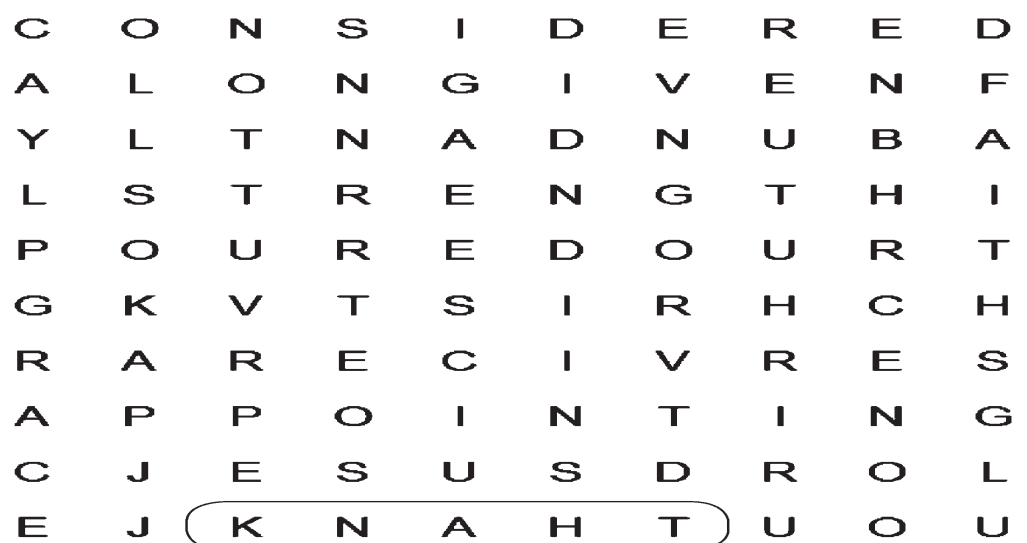 C O N S I D E R E D
A L O N G I V E N F
Y L T N A D N U B A
L S T R E N G T H I
P O U R E D O U R T
G K V T S I R H C H
R A R E C I V R E S
A P P O I N T I N G
C J E S U S D R O L
E J K N A H T U O U